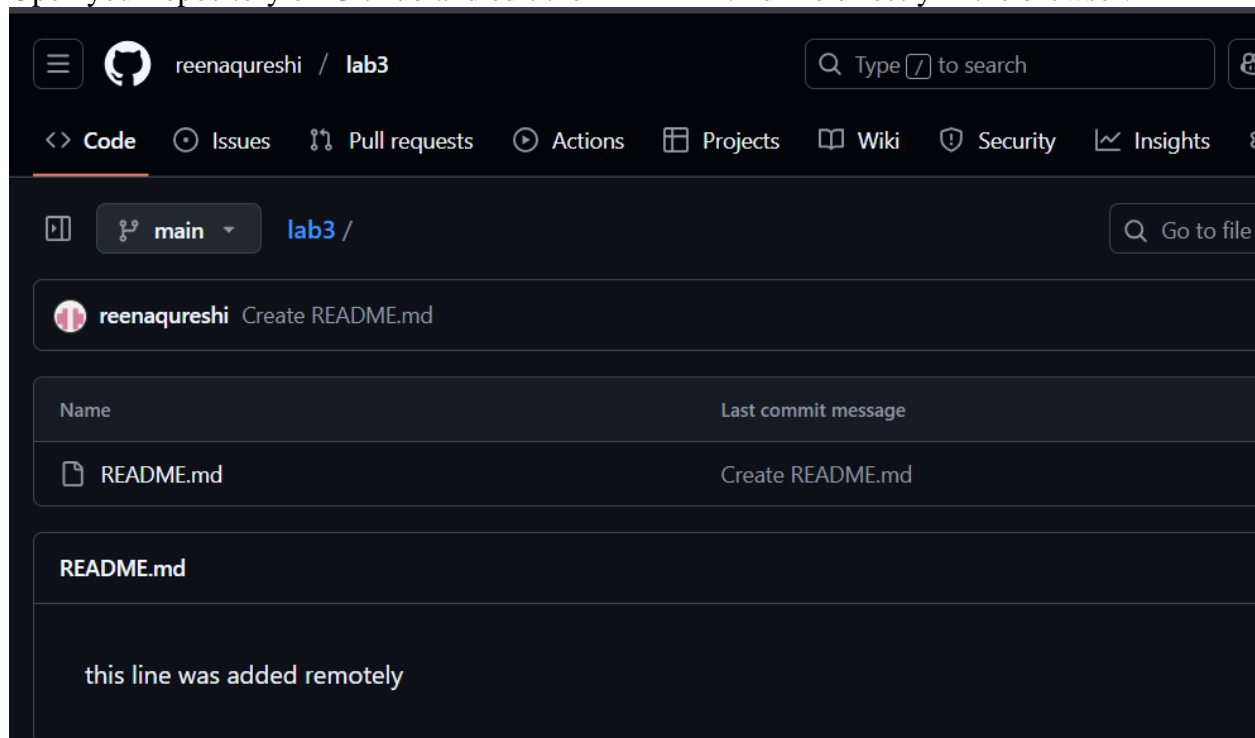 reenaqureshi / lab3
Type / to search
Code Issues Pull requests Actions Projects Wiki Security Insights
main lab3 /
Go to file
reenaqureshi Create README.md
Name Last commit message
README.md Create README.md
README.md
this line was added remotely